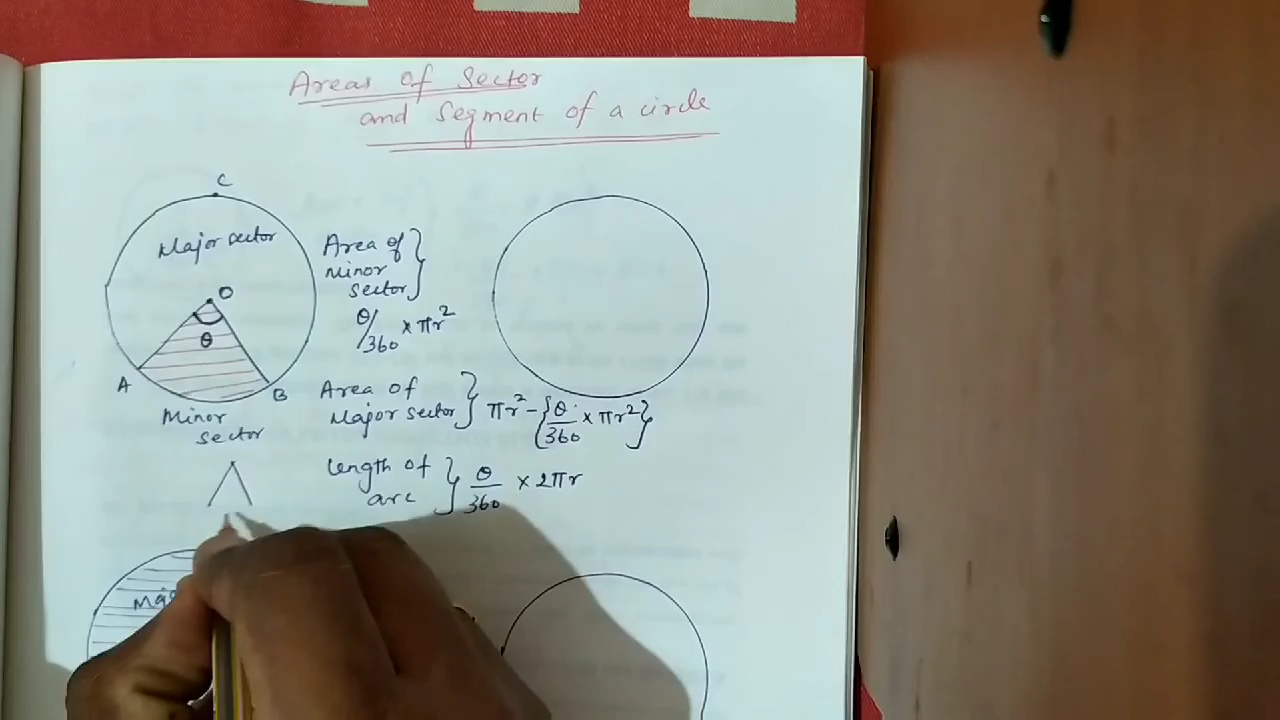 Areas of Sector
and Segment of a circle
C
Major sector
O
θ
A
B
Minor
sector
Area of
Minor
sector }
θ/360 × πr²
Area of
Major sector } πr² - {θ/360 × πr²}
length of
arc } θ/360 × 2πr